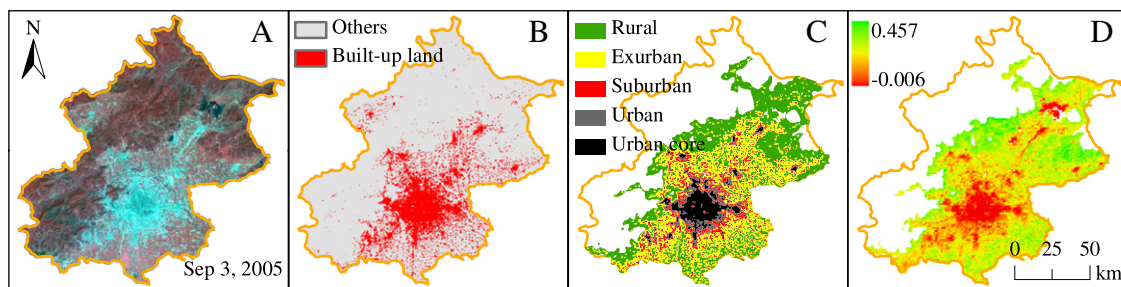 N
A
Sep 3, 2005
B
Others
Built-up land
C
Rural
Exurban
Suburban
Urban
Urban core
D
0.457
-0.006
0 25 50
km